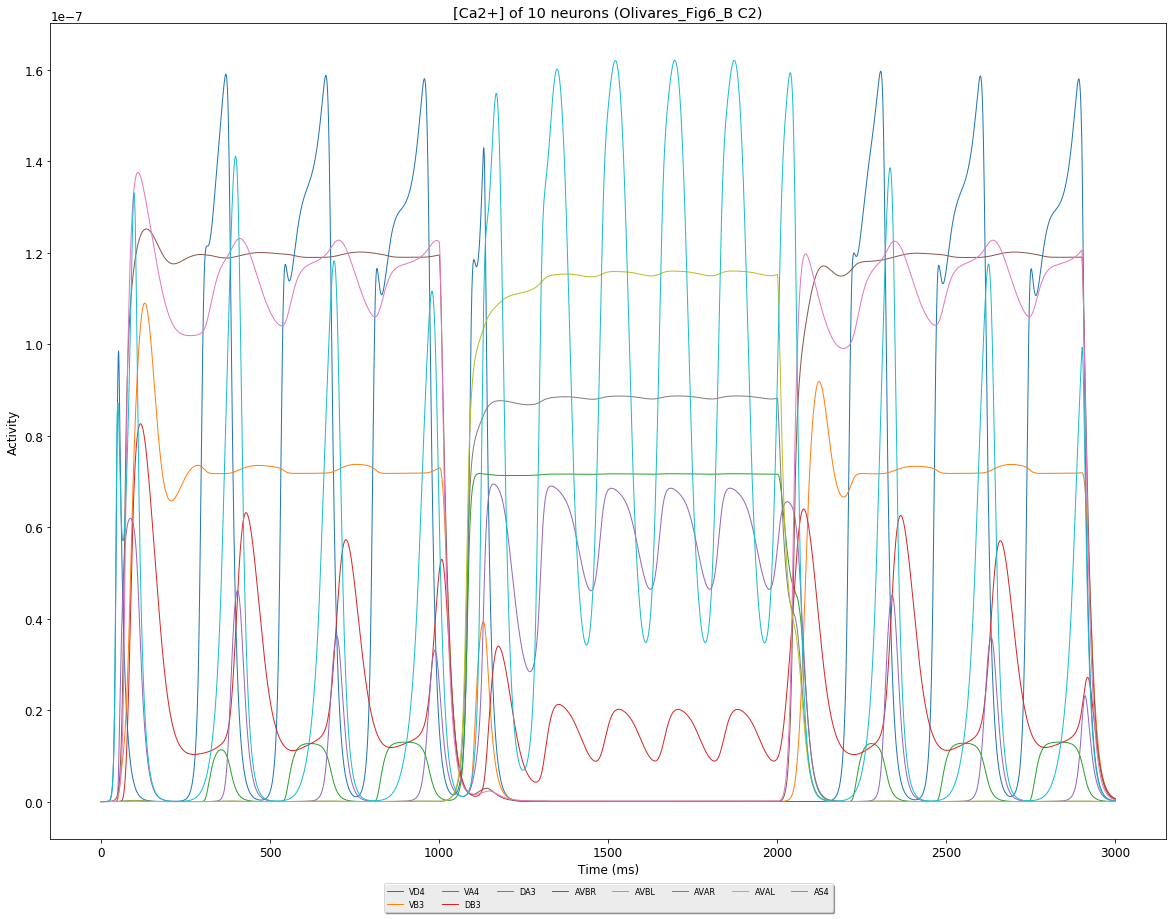 [Ca2+] of 10 neurons (Olivares_Fig6_B C2)
1e−7
1.6
1.4
1.2
1.0
0.8
0.6
0.4
0.2
0.0
Activity
0 500 1000 1500 2000 2500 3000
Time (ms)
VD4 VA4 DA3 AVBR AVBL AVAR AVAL AS4
VB3 DB3